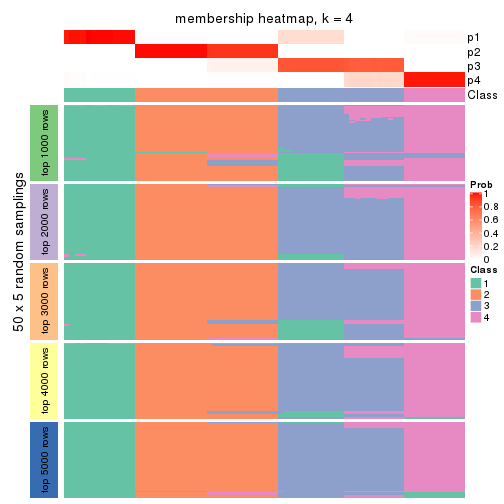 membership heatmap, k = 4
p1
p2
p3
p4
Class
50 x 5 random samplings
top 1000 rows
top 2000 rows
top 3000 rows
top 4000 rows
top 5000 rows
Prob
1
0.8
0.6
0.4
0.2
0
Class
1
2
3
4